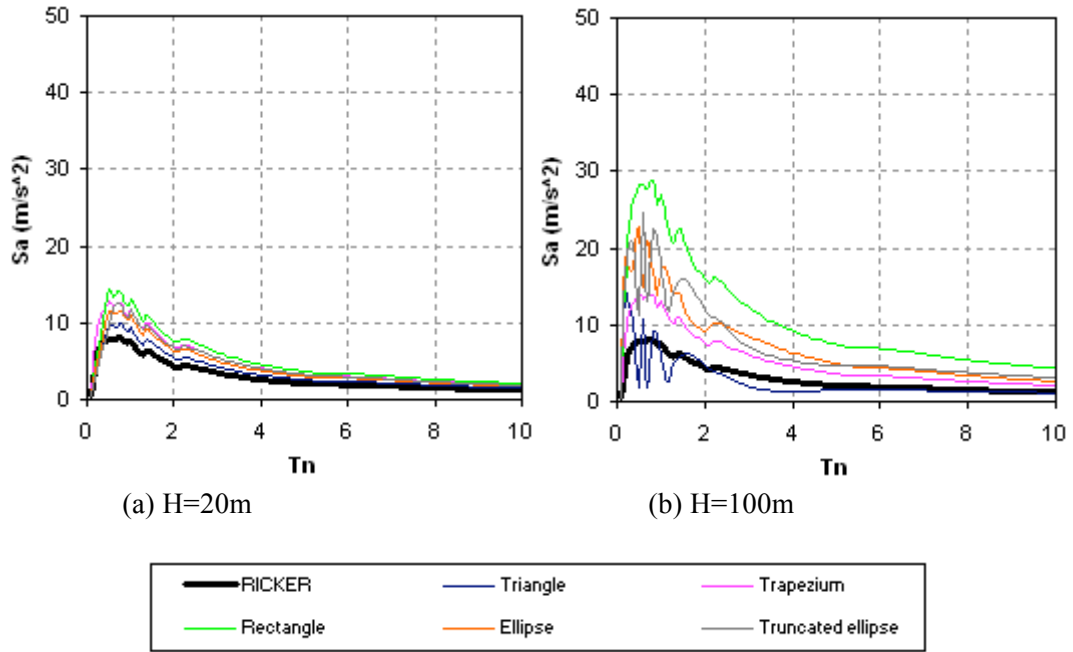 50
40
30
20
10
0
Sa (m/s^2)
0 2 4 6 8 10
Tn
(a) H=20m
50
40
30
20
10
0
Sa (m/s^2)
0 2 4 6 8 10
Tn
(b) H=100m
RICKER Triangle Trapezium
Rectangle Ellipse Truncated ellipse